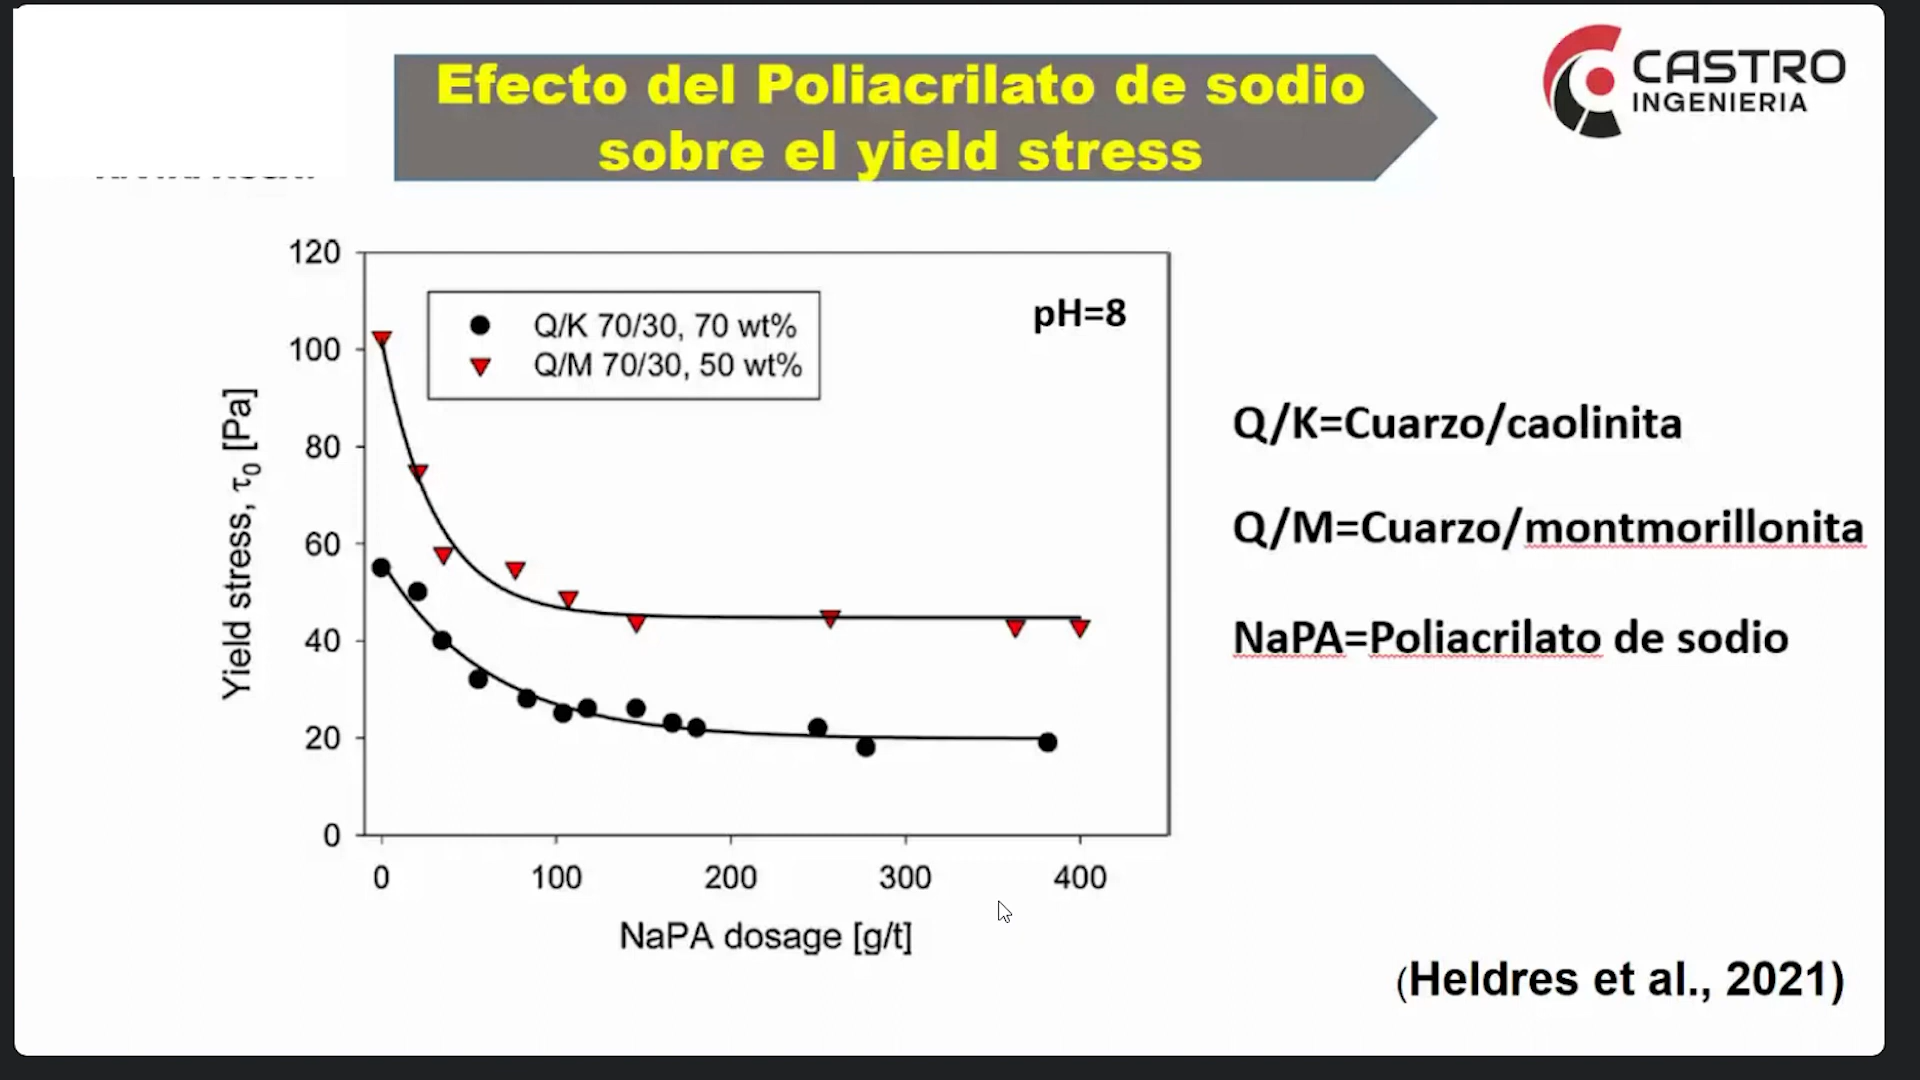 Efecto del Poliacrilato de sodio
sobre el yield stress
CASTRO
INGENIERIA
120
100
80
60
40
20
0
Yield stress, τ0 [Pa]
Q/K 70/30, 70 wt%
Q/M 70/30, 50 wt%
pH=8
0 100 200 300 400
NaPA dosage [g/t]
Q/K=Cuarzo/caolinita
Q/M=Cuarzo/montmorillonita
NaPA=Poliacrilato de sodio
(Heldres et al., 2021)